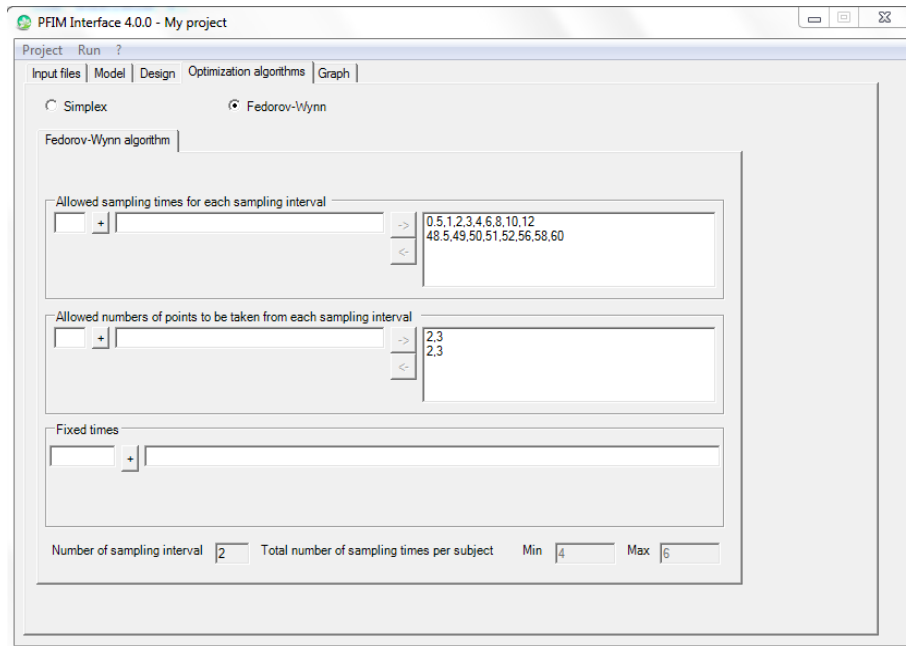 PFIM Interface 4.0.0 - My project
Project Run ?
Input files Model Design Optimization algorithms Graph
Simplex Fedorov-Wynn
Fedorov-Wynn algorithm
Allowed sampling times for each sampling interval
+ -> 0.5,1,2,3,4,6,8,10,12
<- 48.5,49,50,51,52,56,58,60
Allowed numbers of points to be taken from each sampling interval
+ -> 2,3
<- 2,3
Fixed times
+
Number of sampling interval 2 Total number of sampling times per subject Min 4 Max 6